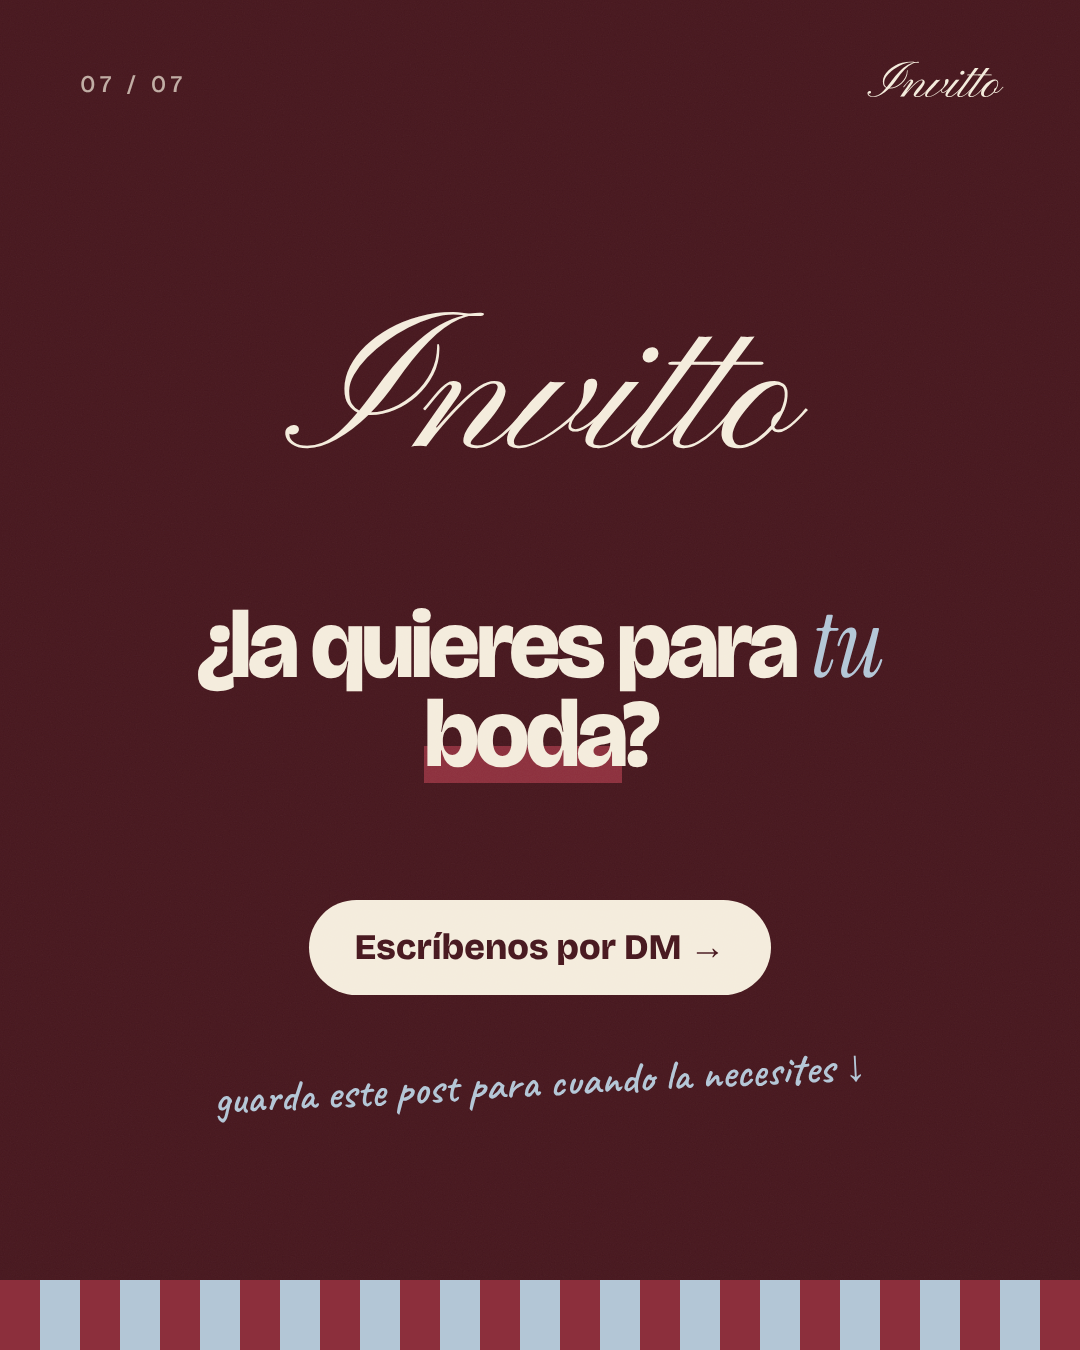 07 / 07
Invitto
Invitto
¿la quieres para tu
boda?
Escríbenos por DM →
guarda este post para cuando la necesites ↓